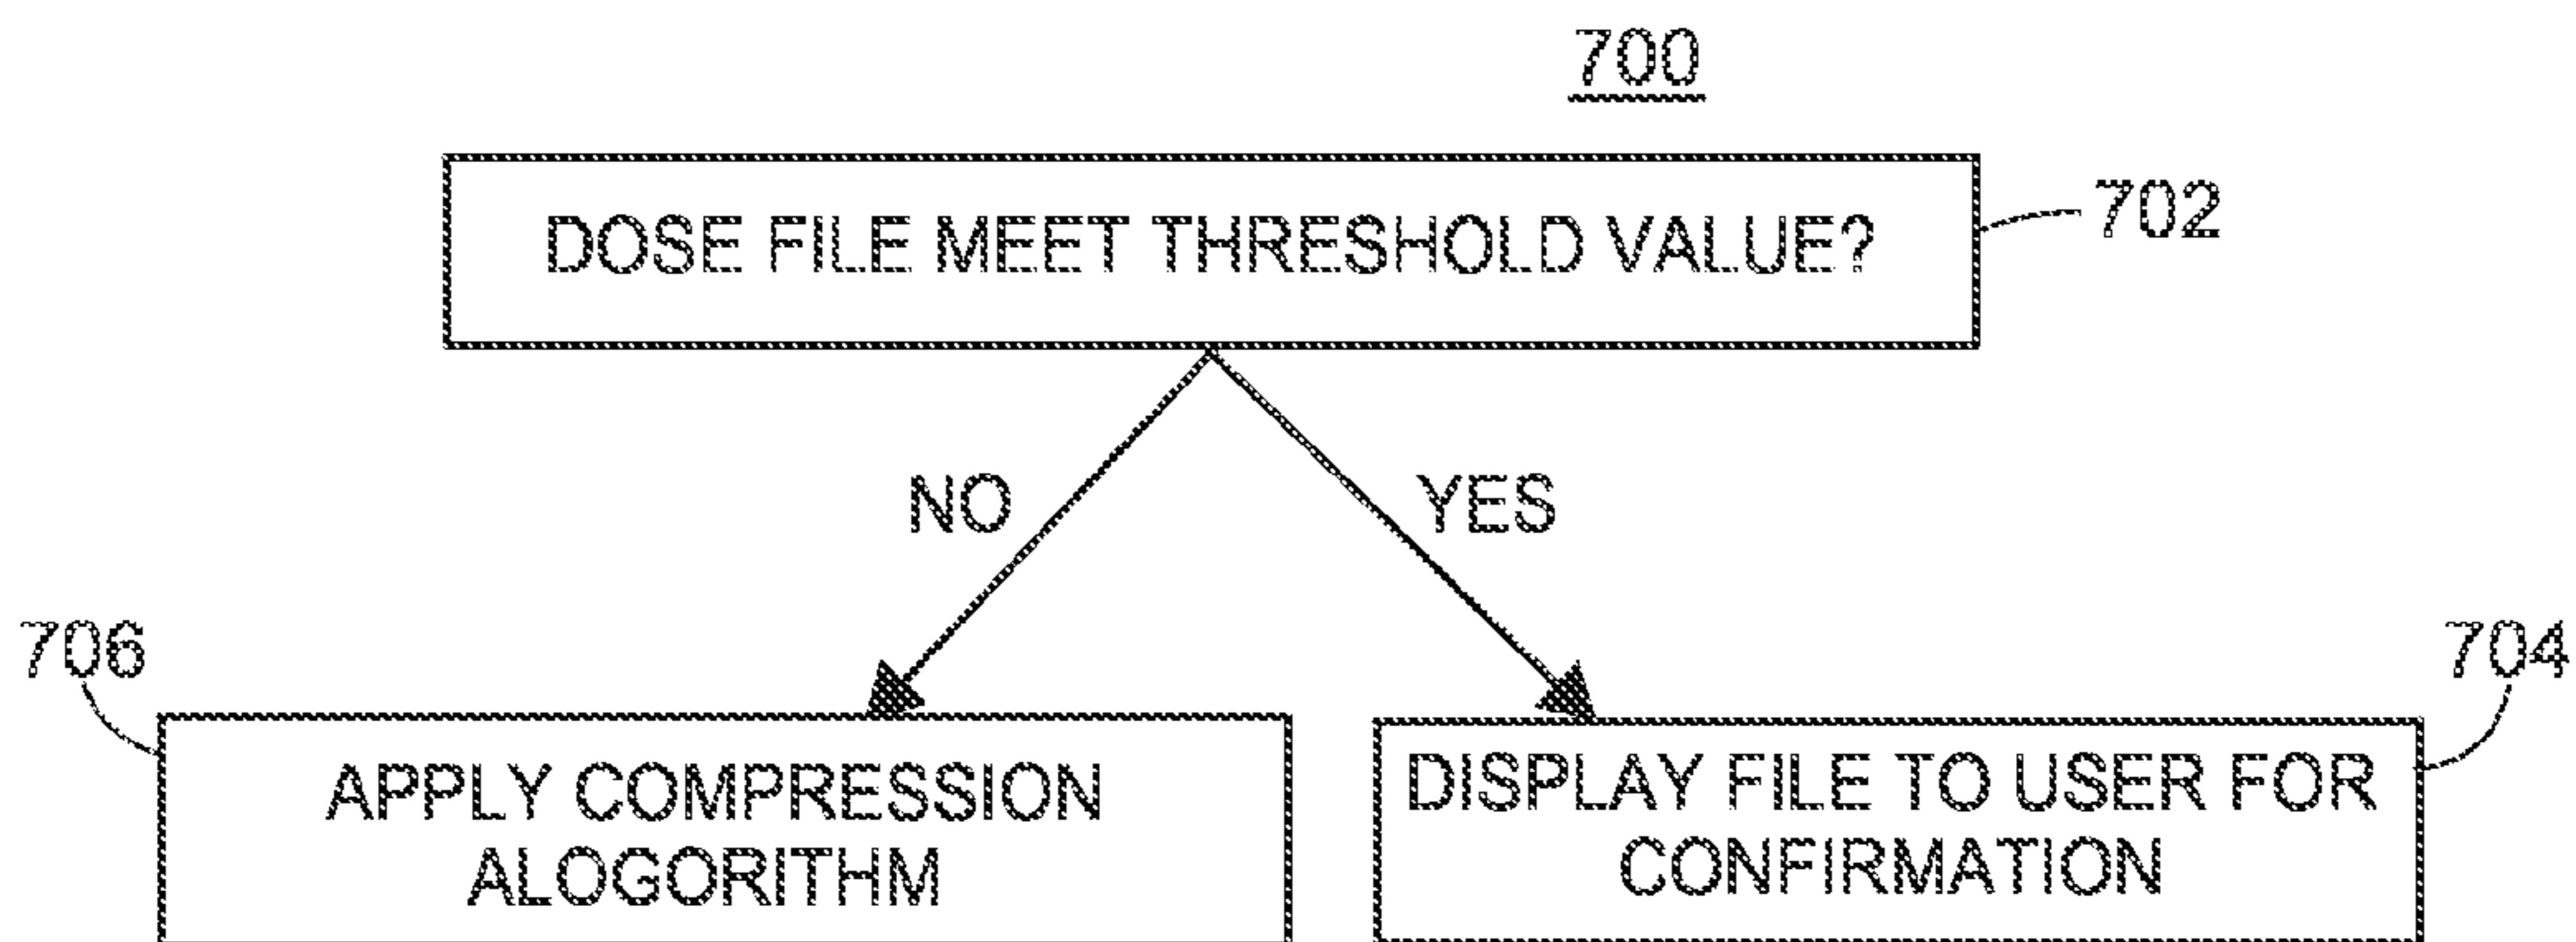 700
DOSE FILE MEET THRESHOLD VALUE?
702
NO
YES
706
704
APPLY COMPRESSION
ALOGORITHM
DISPLAY FILE TO USER FOR
CONFIRMATION